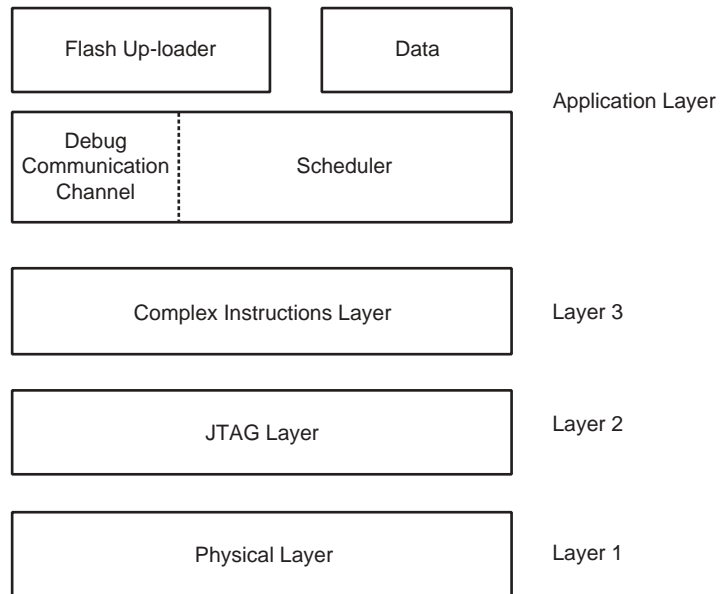 Flash Up-loader
Data
Application Layer
Debug
Communication
Channel
Scheduler
Complex Instructions Layer
Layer 3
JTAG Layer
Layer 2
Physical Layer
Layer 1